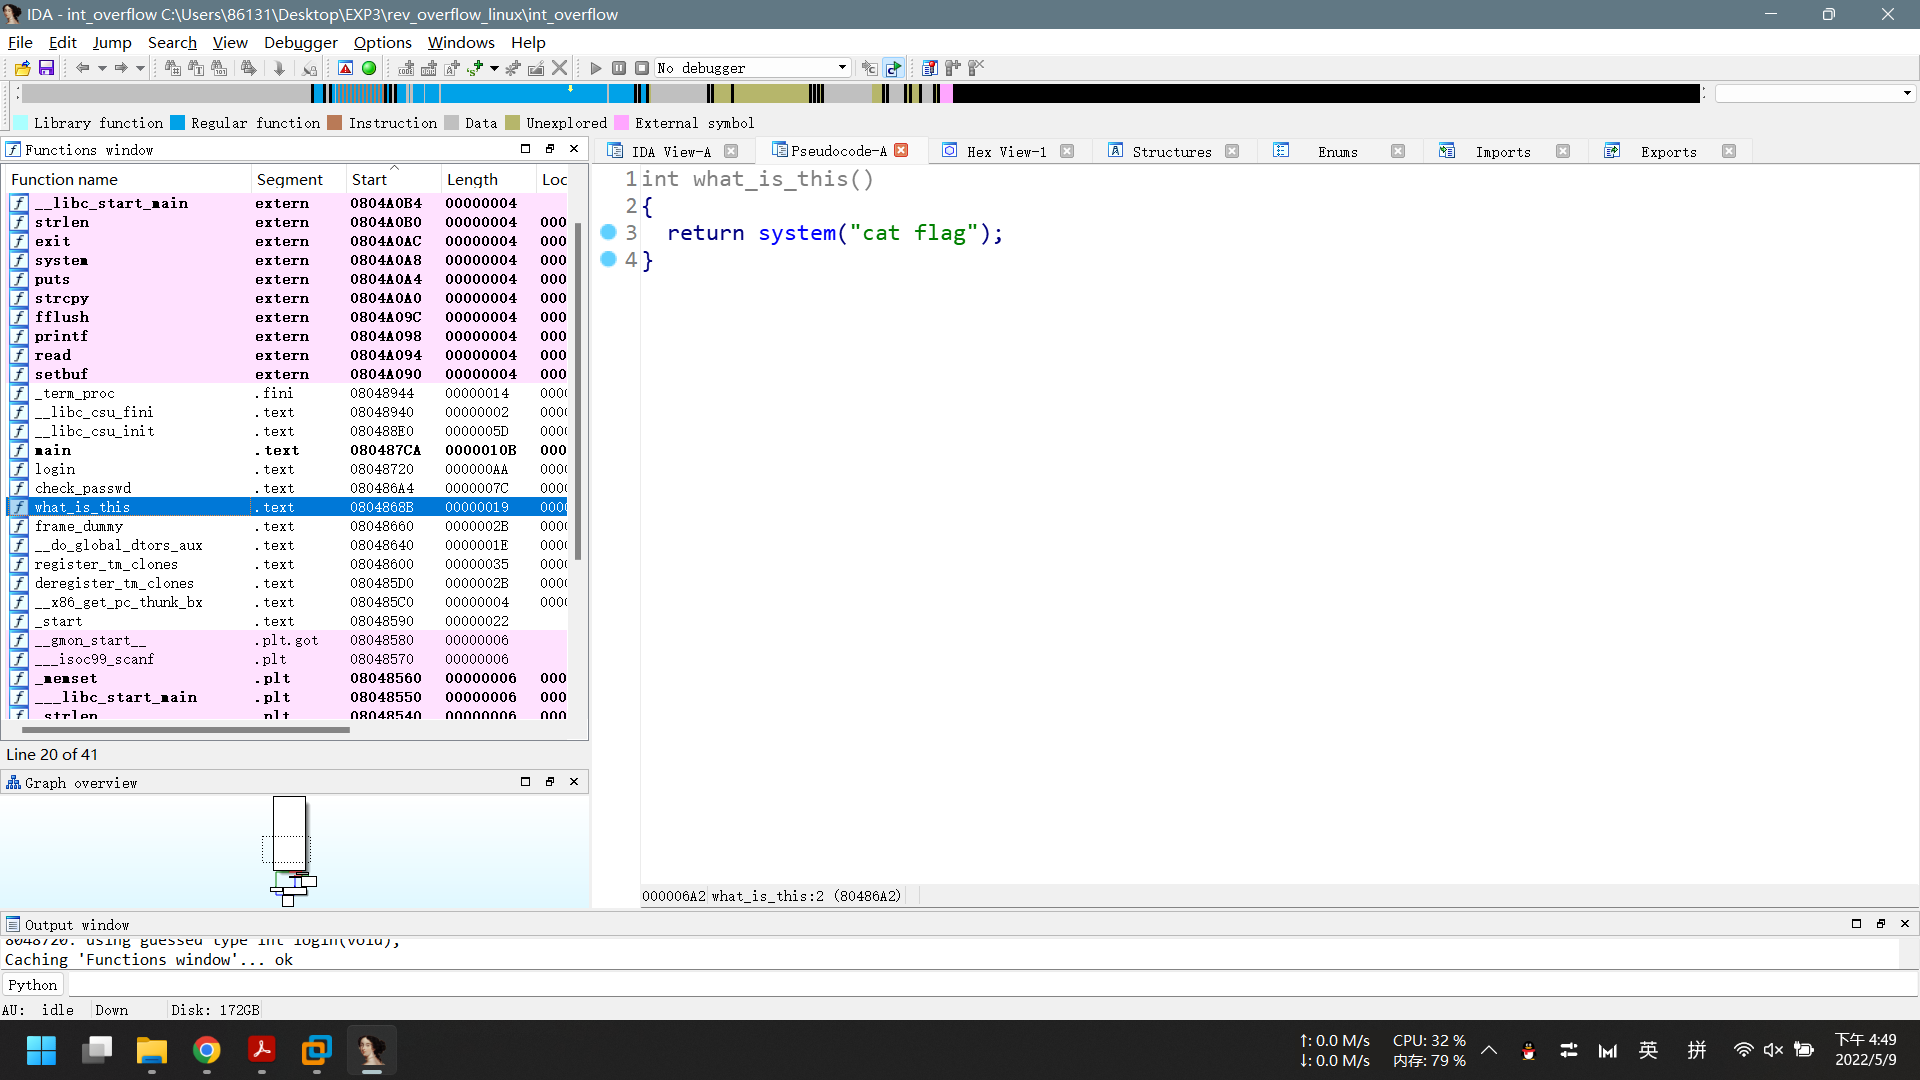 IDA - int_overflow C:\Users\86131\Desktop\EXP3\rev_overflow_linux\int_overflow
File Edit Jump Search View Debugger Options Windows Help
No debugger
Library function Regular function Instruction Data Unexplored External symbol
Functions window
Function name Segment Start Length Loc
__libc_start_main extern 0804A0B4 00000004
strlen extern 0804A0B0 00000004 000
exit extern 0804A0AC 00000004 000
system extern 0804A0A8 00000004 000
puts extern 0804A0A4 00000004 000
strcpy extern 0804A0A0 00000004 000
fflush extern 0804A09C 00000004 000
printf extern 0804A098 00000004 000
read extern 0804A094 00000004 000
setbuf extern 0804A090 00000004 000
_term_proc .fini 08048944 00000014 000
__libc_csu_fini .text 08048940 00000002 000
__libc_csu_init .text 080488E0 0000005D 000
main .text 080487CA 0000010B 000
login .text 08048720 000000AA 000
check_passwd .text 080486A4 0000007C 000
what_is_this .text 0804868B 00000019 000
frame_dummy .text 08048660 0000002B 000
__do_global_dtors_aux .text 08048640 0000001E 000
register_tm_clones .text 08048600 00000035 000
deregister_tm_clones .text 080485D0 0000002B 000
__x86_get_pc_thunk_bx .text 080485C0 00000004 000
_start .text 08048590 00000022
__gmon_start__ .plt.got 08048580 00000006
___isoc99_scanf .plt 08048570 00000006
_memset .plt 08048560 00000006 000
___libc_start_main .plt 08048550 00000006 000
_strlen .plt 08048540 00000006 000
Line 20 of 41
Graph overview
IDA View-A Pseudocode-A Hex View-1 Structures Enums Imports Exports
1 int what_is_this()
2 {
3 return system("cat flag");
4 }
000006A2 what_is_this:2 (80486A2)
Output window
8048720: using guessed type int login(void);
Caching 'Functions window'... ok
Python
AU: idle Down Disk: 172GB
↑: 0.0 M/s CPU: 32 %
↓: 0.0 M/s 内存: 79 %
英 拼
下午 4:49
2022/5/9